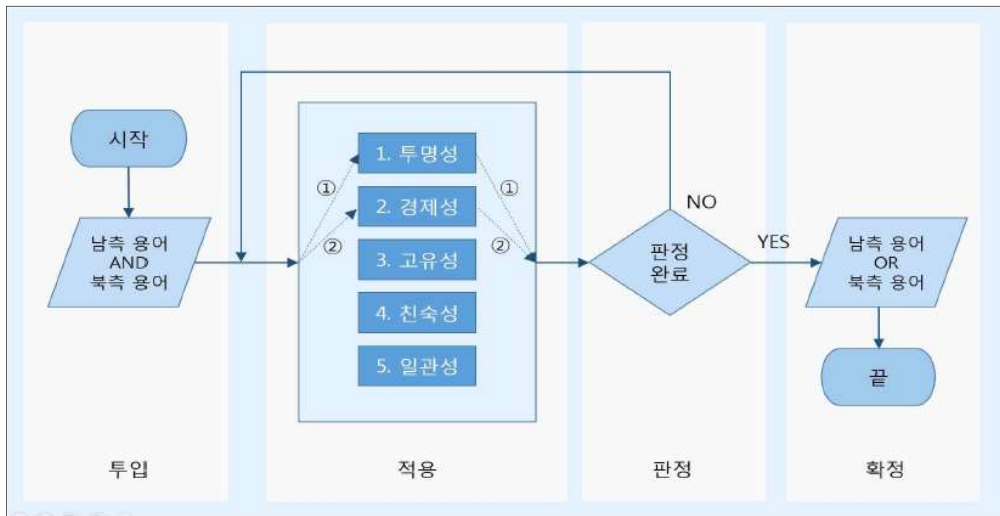 시작
남측 용어
AND
북측 용어
1. 투명성
2. 경제성
3. 고유성
4. 친숙성
5. 일관성
①
②
①
②
판정
완료
NO
YES
남측 용어
OR
북측 용어
끝
투입
적용
판정
확정